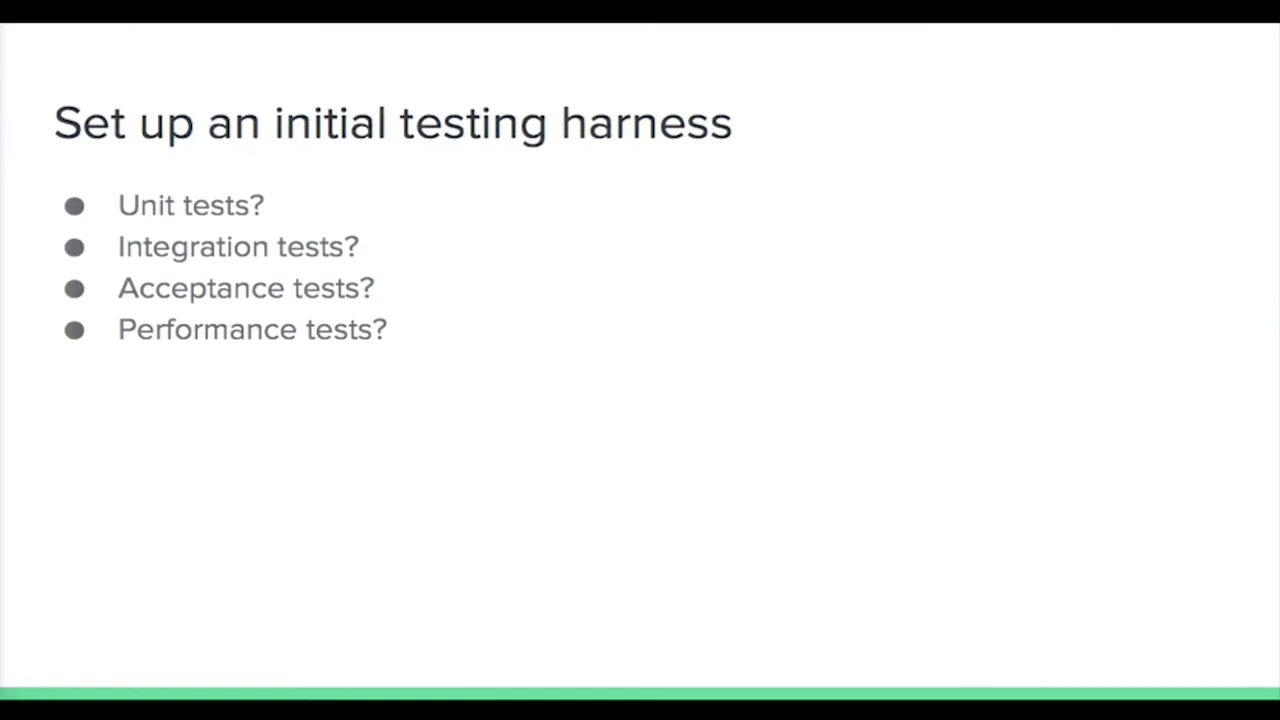 Set up an initial testing harness
● Unit tests?
● Integration tests?
● Acceptance tests?
● Performance tests?